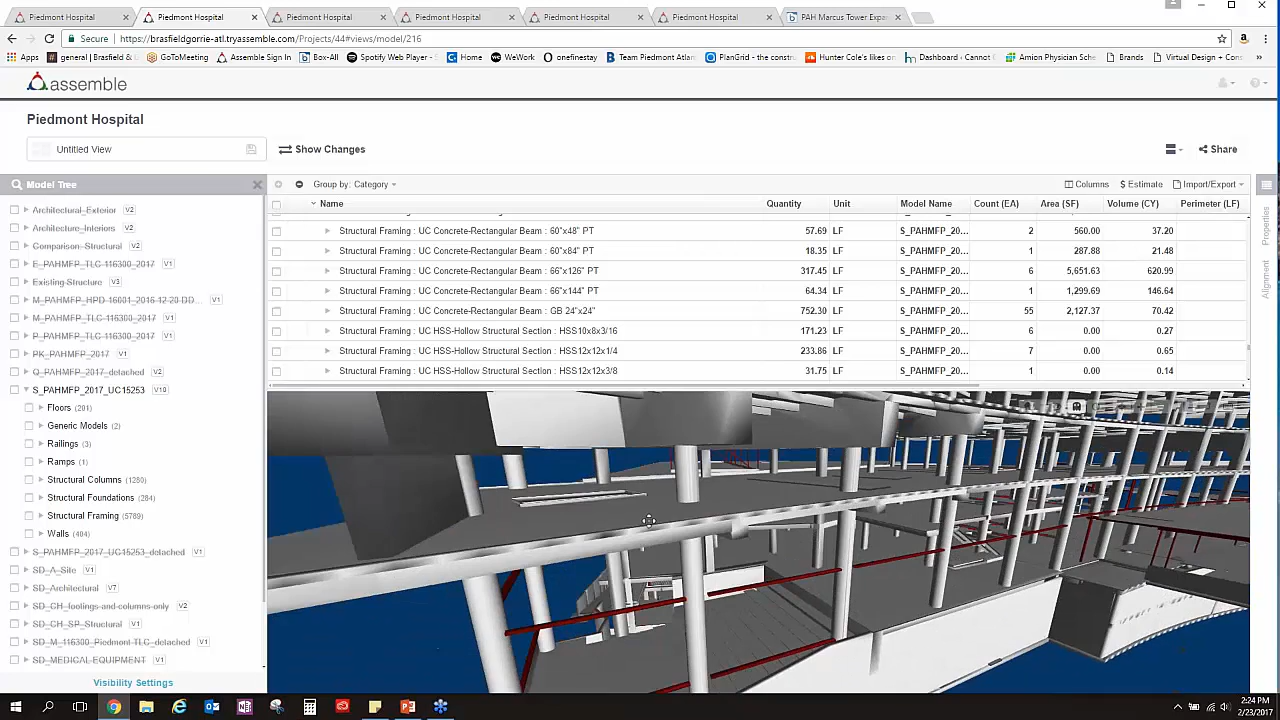 Piedmont Hospital
Piedmont Hospital
Piedmont Hospital
Piedmont Hospital
Piedmont Hospital
Piedmont Hospital
PAH Marcus Tower Expa
Secure https://brasfieldgorrie-atl.tryassemble.com/Projects/44#views/model/216
Apps general | Brasfield & GoToMeeting Assemble Sign In Box-All Spotify Web Player - Home WeWork onefinestay Team Piedmont Atlan PlanGrid - the constru Hunter Cole's likes on Dashboard ‹ Cannot Amion Physician Sche Brands Virtual Design + Cons
assemble
Piedmont Hospital
Untitled View
Show Changes
Share
Model Tree
Group by: Category
Columns
$ Estimate
Import/Export
Name Quantity Unit Model Name Count (EA) Area (SF) Volume (CY) Perimeter (LF)
Structural Framing : UC Concrete-Rectangular Beam : 60"x48" PT 57.69 LF S_PAHMFP_20... 2 560.00 37.20
Structural Framing : UC Concrete-Rectangular Beam : 60"x84" PT 18.35 LF S_PAHMFP_20... 1 287.88 21.48
Structural Framing : UC Concrete-Rectangular Beam : 66"x126" PT 317.45 LF S_PAHMFP_20... 6 5,651.63 620.99
Structural Framing : UC Concrete-Rectangular Beam : 66"x144" PT 64.34 LF S_PAHMFP_20... 1 1,299.69 146.64
Structural Framing : UC Concrete-Rectangular Beam : GB 24"x24" 752.30 LF S_PAHMFP_20... 55 2,127.37 70.42
Structural Framing : UC HSS-Hollow Structural Section : HSS10x8x3/16 171.23 LF S_PAHMFP_20... 6 0.00 0.27
Structural Framing : UC HSS-Hollow Structural Section : HSS12x12x1/4 233.86 LF S_PAHMFP_20... 7 0.00 0.65
Structural Framing : UC HSS-Hollow Structural Section : HSS12x12x3/8 31.75 LF S_PAHMFP_20... 1 0.00 0.14
Properties
Alignment
Architectural_Exterior V2
Architecture_Interiors V2
Comparison_Structural V2
E_PAHMFP_TLC-116300_2017 V1
Existing Structure V3
M_PAHMFP_HPD-16001_2016-12-20 DD... V1
M_PAHMFP_TLC-116300_2017 V1
P_PAHMFP_TLC-116300_2017 V1
PK_PAHMFP_2017 V1
Q_PAHMFP_2017_detached V1
S_PAHMFP_2017_UC15253 V10
Floors (201)
Generic Models (2)
Railings (3)
Ramps (1)
Structural Columns (1280)
Structural Foundations (284)
Structural Framing (5789)
Walls (404)
S_PAHMFP_2017_UC15253_detached V1
SD_A_Site V1
SD_Architectural V7
SD_CH_footings and columns only V2
SD_CH_SP_Structural V1
SD_M_116300_Piedmont TLC_detached V1
SD_MEDICAL EQUIPMENT V1
Visibility Settings
2:24 PM
2/23/2017